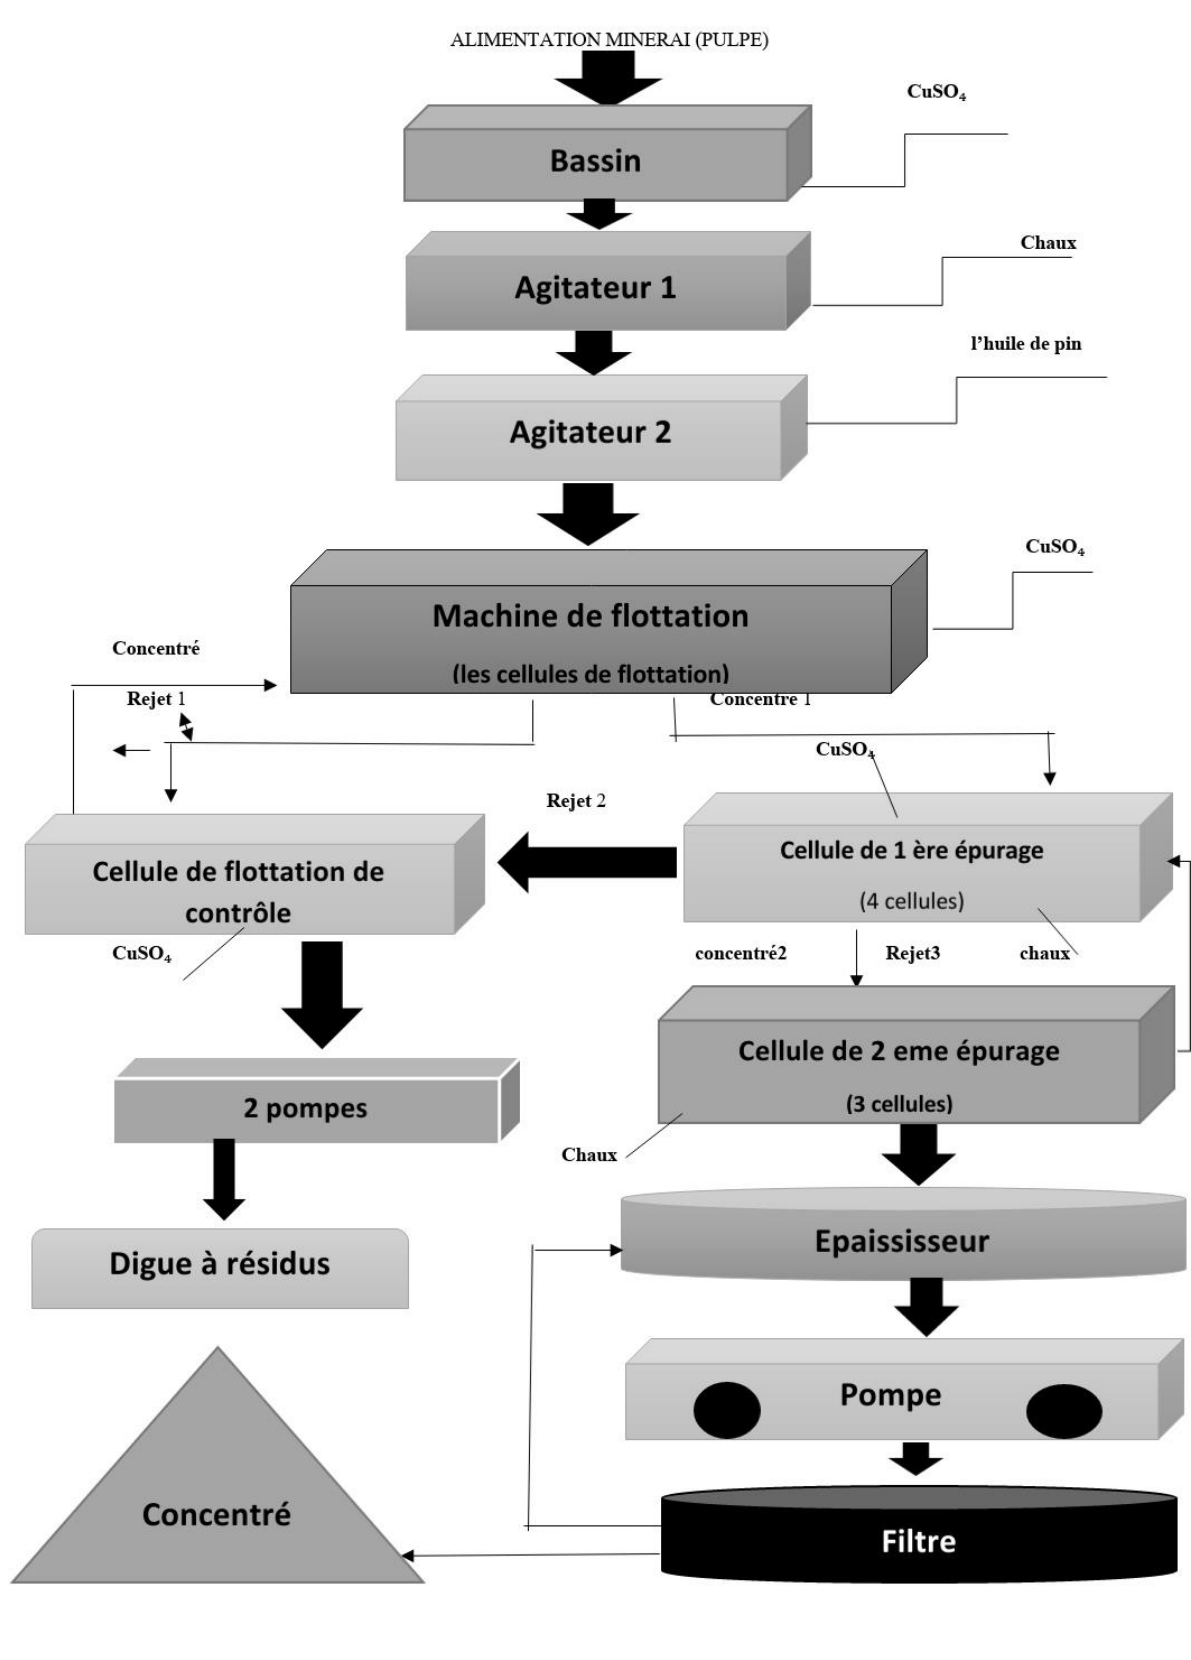 ALIMENTATION MINERAI (PULPE)
CuSO₄
Bassin
Chaux
Agitateur 1
l’huile de pin
Agitateur 2
CuSO₄
Machine de flottation
(les cellules de flottation)
Concentré
Rejet 1
Concentre 1
CuSO₄
Rejet 2
Cellule de 1 ère épurage
(4 cellules)
Cellule de flottation de
contrôle
CuSO₄
concentré2
Rejet3
chaux
Cellule de 2 eme épurage
(3 cellules)
2 pompes
Chaux
Epaississeur
Digue à résidus
Pompe
Concentré
Filtre